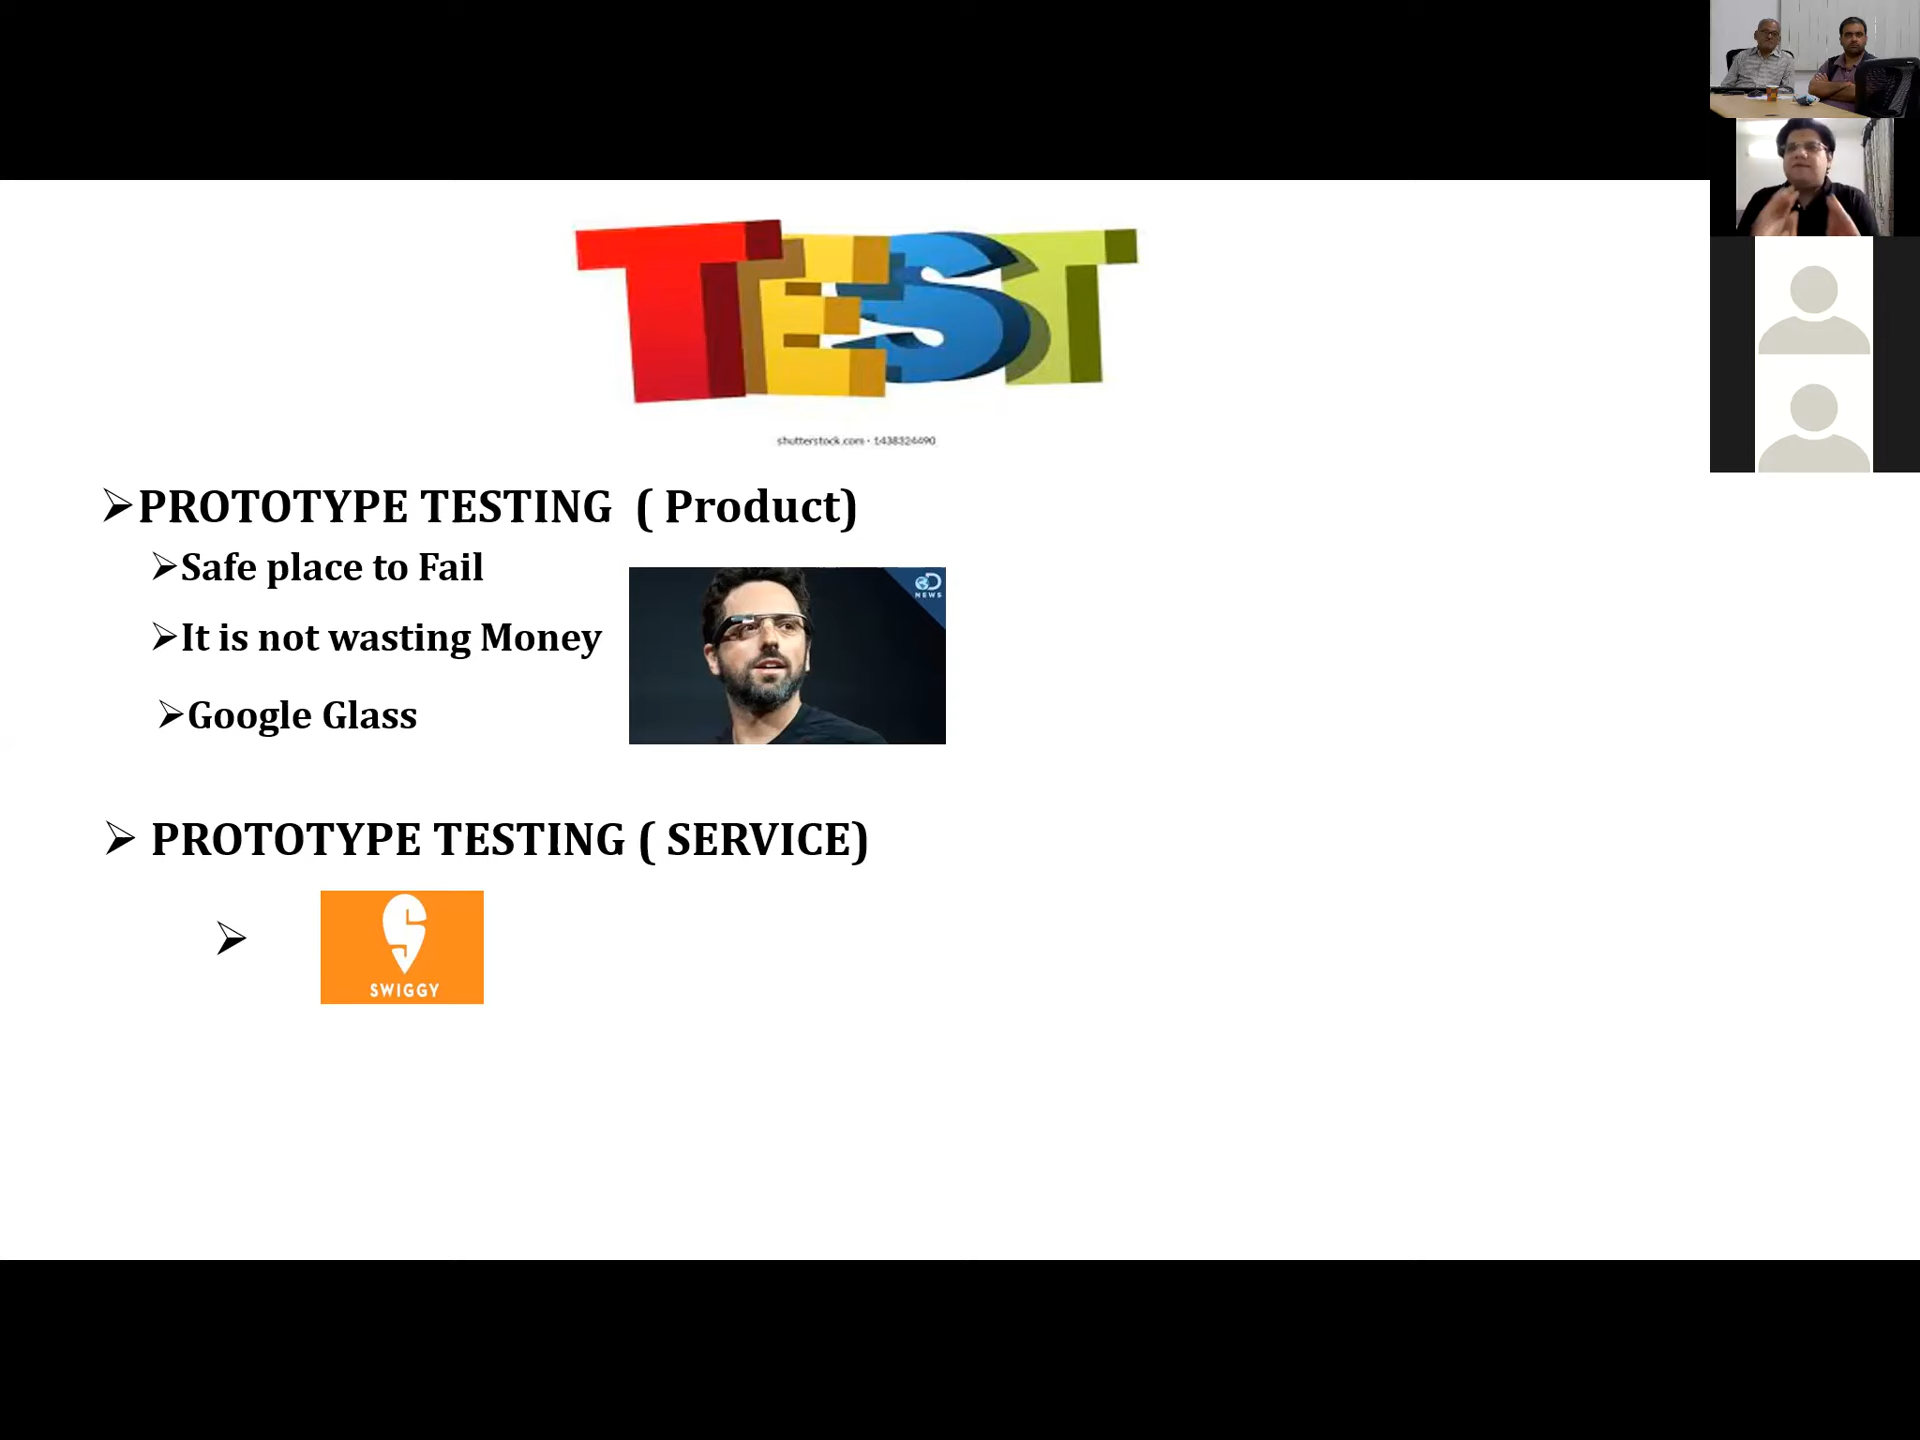 TEST
shutterstock.com · 1438324490
➢PROTOTYPE TESTING ( Product)
➢Safe place to Fail
➢It is not wasting Money
➢Google Glass
D NEWS
➢ PROTOTYPE TESTING ( SERVICE)
➢
SWIGGY